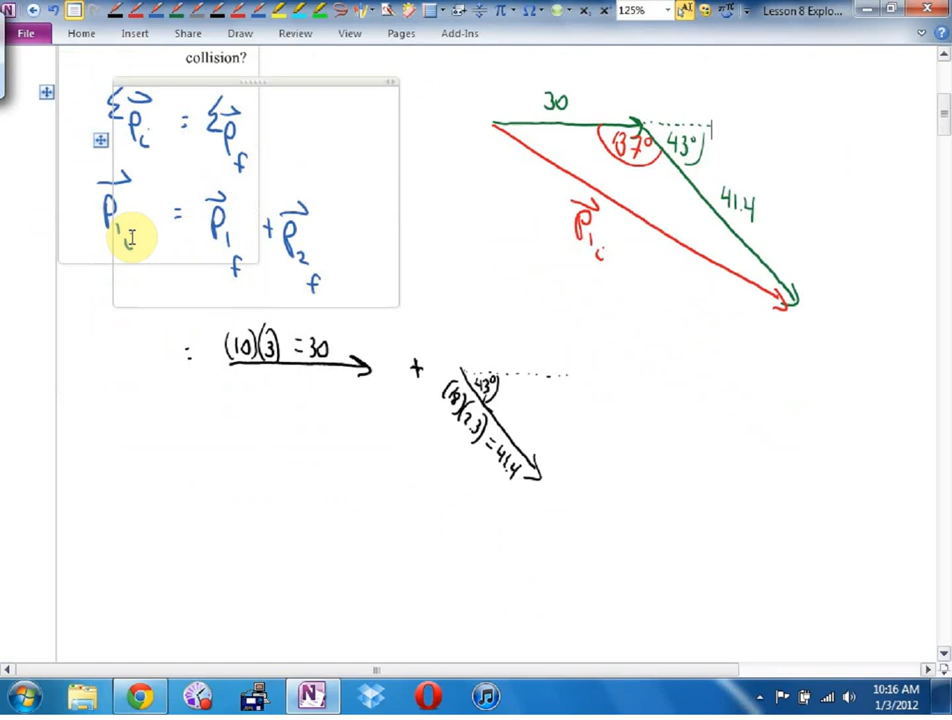 125%
Lesson 8 Explo...
File Home Insert Share Draw Review View Pages Add-Ins
collision?
Σp⃗i = Σp⃗f
p⃗1i = p⃗1f + p⃗2f
= (10)(3) = 30 +
43°
(18)(2.3) = 41.4
30
137° 43°
41.4
p⃗1i
10:16 AM
1/3/2012